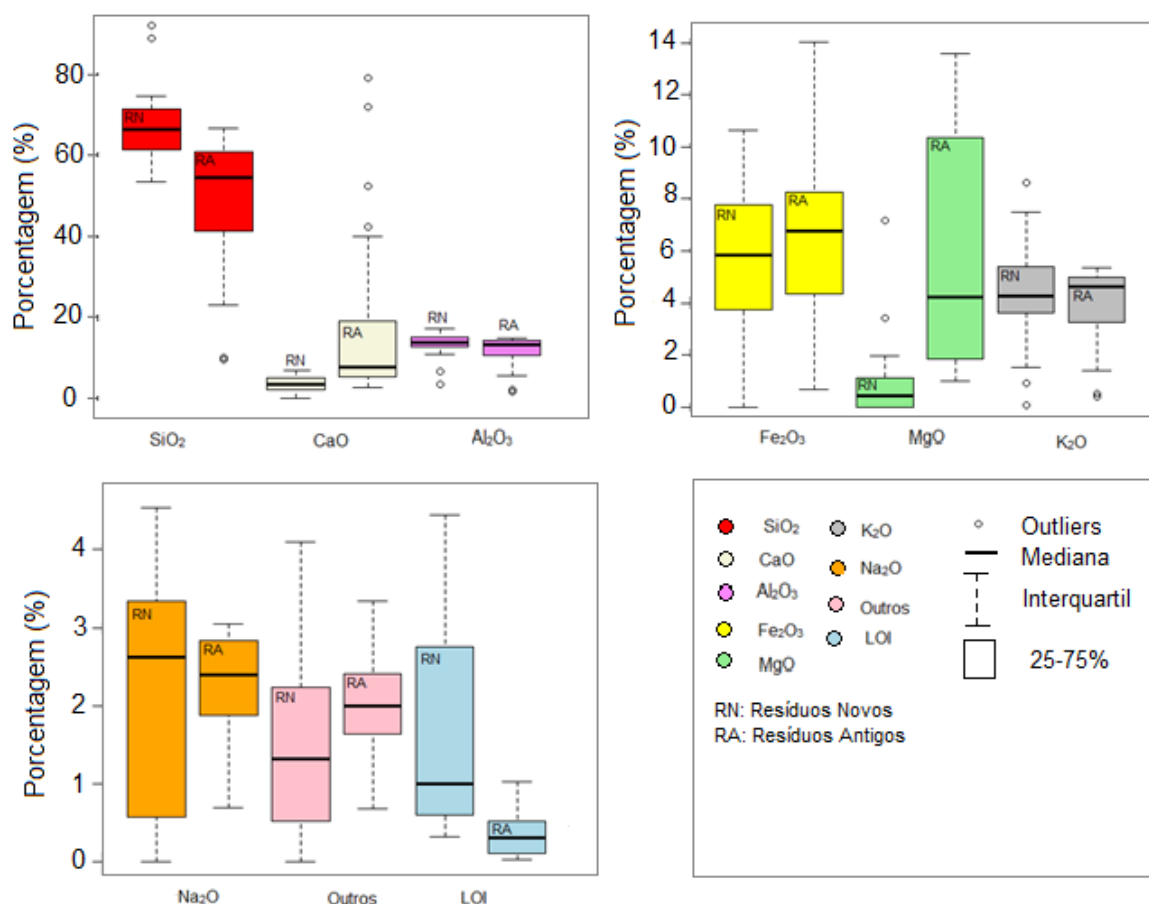 Porcentagem (%)
80
60
40
20
0
RN
RA
RN
RA
RN
RA
SiO₂
CaO
Al₂O₃
Porcentagem (%)
14
12
10
8
6
4
2
0
RN
RA
RN
RA
RN
RA
Fe₂O₃
MgO
K₂O
Porcentagem (%)
4
3
2
1
0
RN
RA
RN
RA
RN
RA
Na₂O
Outros
LOI
SiO₂
CaO
Al₂O₃
Fe₂O₃
MgO
K₂O
Na₂O
Outros
LOI
Outliers
Mediana
Interquartil
25-75%
RN: Resíduos Novos
RA: Resíduos Antigos